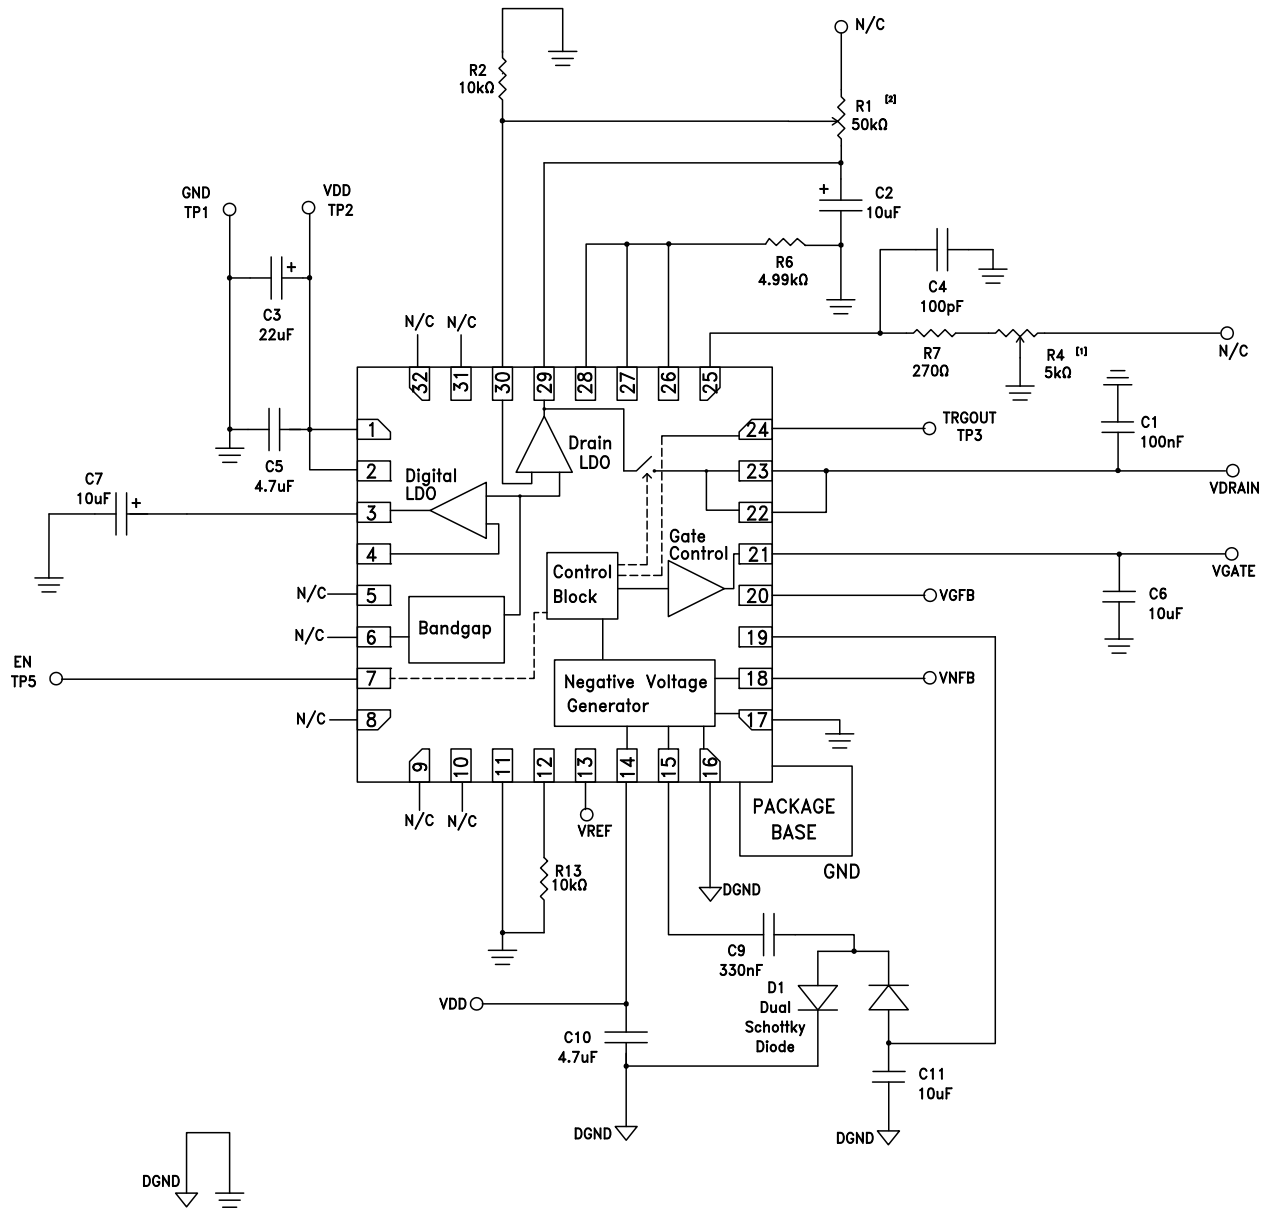 N/C
R2
10kΩ
R1 [2]
50kΩ
GND
TP1
VDD
TP2
+
C2
10uF
R6
4.99kΩ
C4
100pF
+
C3
22uF
N/C
N/C
R7
270Ω
R4 [1]
5kΩ
N/C
32
31
30
29
28
27
26
25
C1
100nF
1
24
TRGOUT
TP3
Drain
LDO
C5
4.7uF
2
Digital
LDO
23
VDRAIN
C7
10uF
+
3
22
4
Gate
Control
21
VGATE
Control
Block
N/C
5
20
VGFB
C6
10uF
Bandgap
N/C
6
19
EN
TP5
7
Negative Voltage
Generator
18
VNFB
N/C
8
17
9
10
11
12
13
14
15
16
N/C
N/C
VREF
PACKAGE
BASE
GND
R13
10kΩ
DGND
C9
330nF
D1
Dual
Schottky
Diode
VDD
C10
4.7uF
C11
10uF
DGND
DGND
DGND